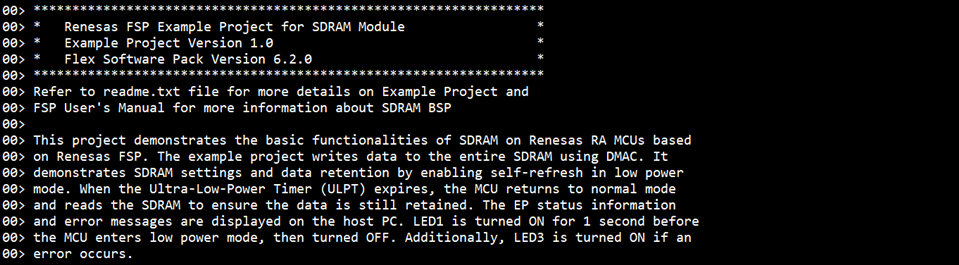 00> ******************************************************************
00> *   Renesas FSP Example Project for SDRAM Module                 *
00> *   Example Project Version 1.0                                  *
00> *   Flex Software Pack Version 6.2.0                             *
00> ******************************************************************
00> Refer to readme.txt file for more details on Example Project and
00> FSP User's Manual for more information about SDRAM BSP
00>
00> This project demonstrates the basic functionalities of SDRAM on Renesas RA MCUs based
00> on Renesas FSP. The example project writes data to the entire SDRAM using DMAC. It
00> demonstrates SDRAM settings and data retention by enabling self-refresh in low power
00> mode. When the Ultra-Low-Power Timer (ULPT) expires, the MCU returns to normal mode
00> and reads the SDRAM to ensure the data is still retained. The EP status information
00> and error messages are displayed on the host PC. LED1 is turned ON for 1 second before
00> the MCU enters low power mode, then turned OFF. Additionally, LED3 is turned ON if an
00> error occurs.